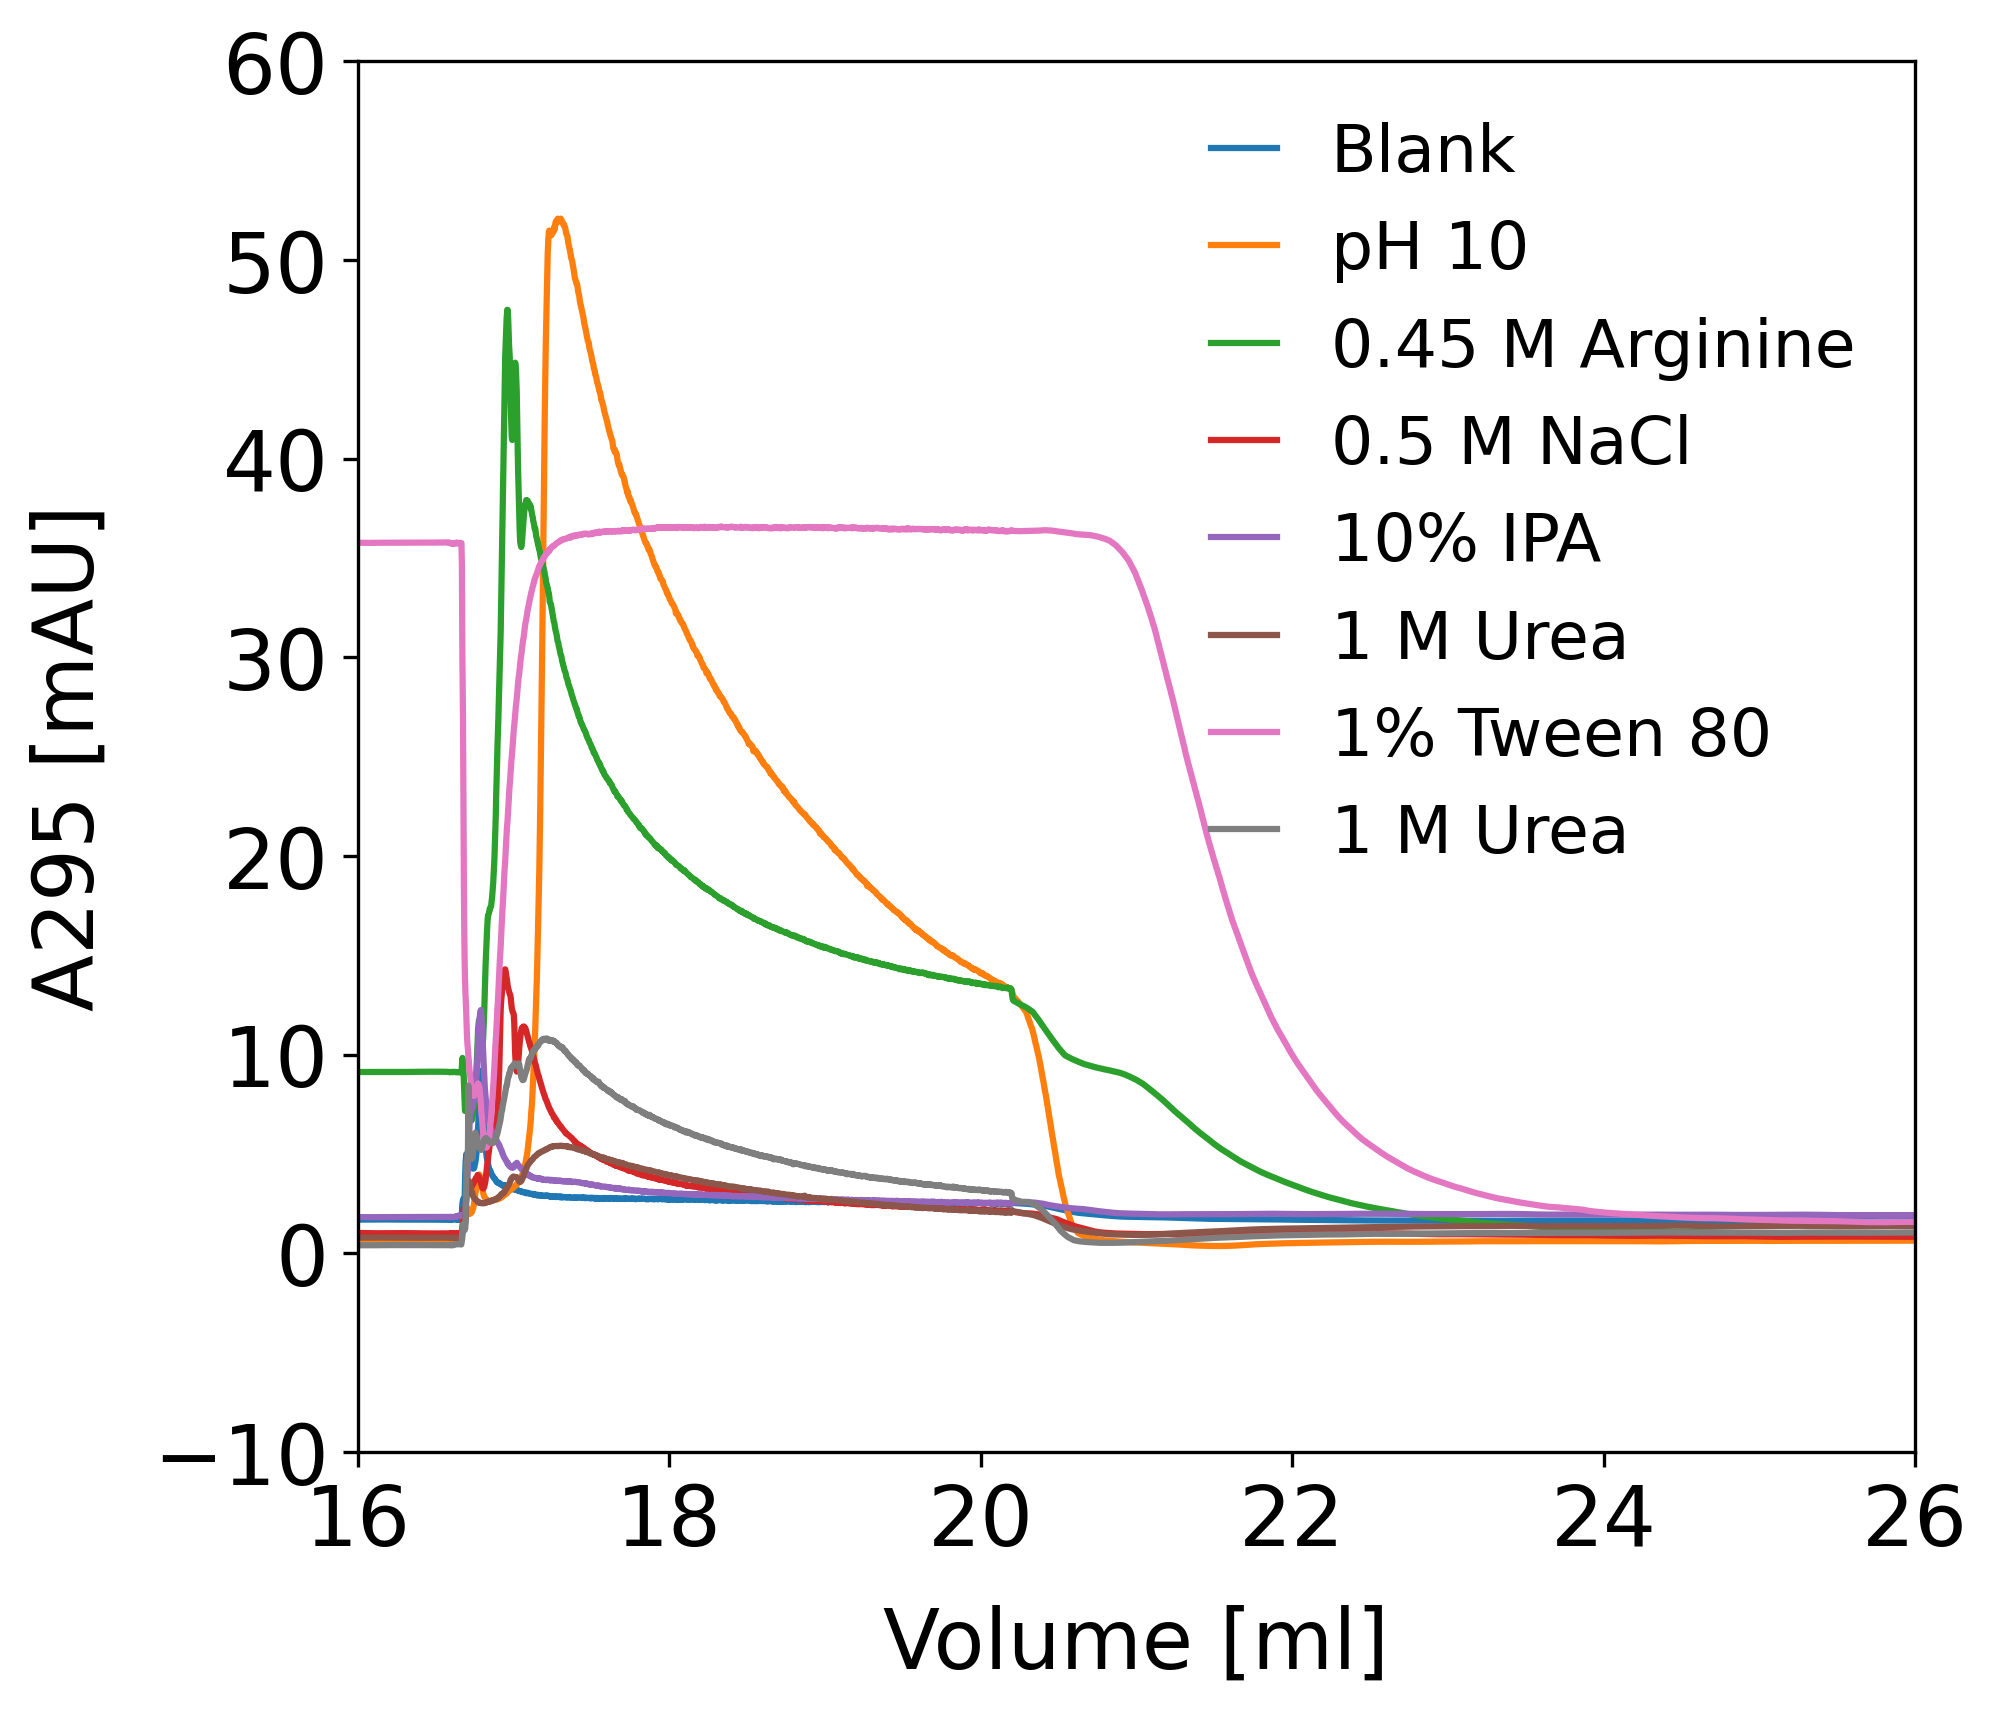 60
50
40
30
20
10
0
−10
16 18 20 22 24 26
A295 [mAU]
Volume [ml]
Blank
pH 10
0.45 M Arginine
0.5 M NaCl
10% IPA
1 M Urea
1% Tween 80
1 M Urea